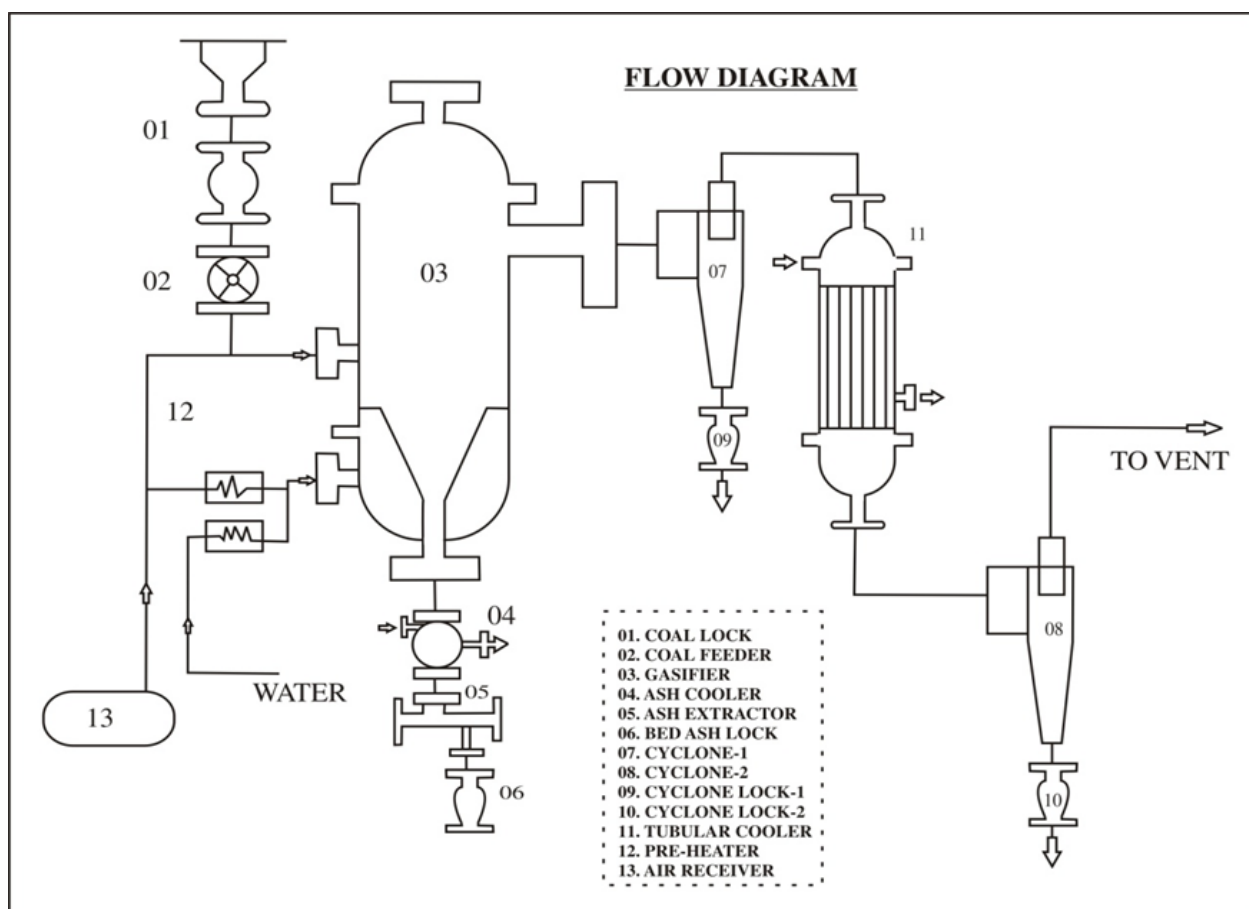 FLOW DIAGRAM
01
02
03
07
11
12
09
TO VENT
04
08
WATER
05
13
06
10
01. COAL LOCK
02. COAL FEEDER
03. GASIFIER
04. ASH COOLER
05. ASH EXTRACTOR
06. BED ASH LOCK
07. CYCLONE-1
08. CYCLONE-2
09. CYCLONE LOCK-1
10. CYCLONE LOCK-2
11. TUBULAR COOLER
12. PRE-HEATER
13. AIR RECEIVER